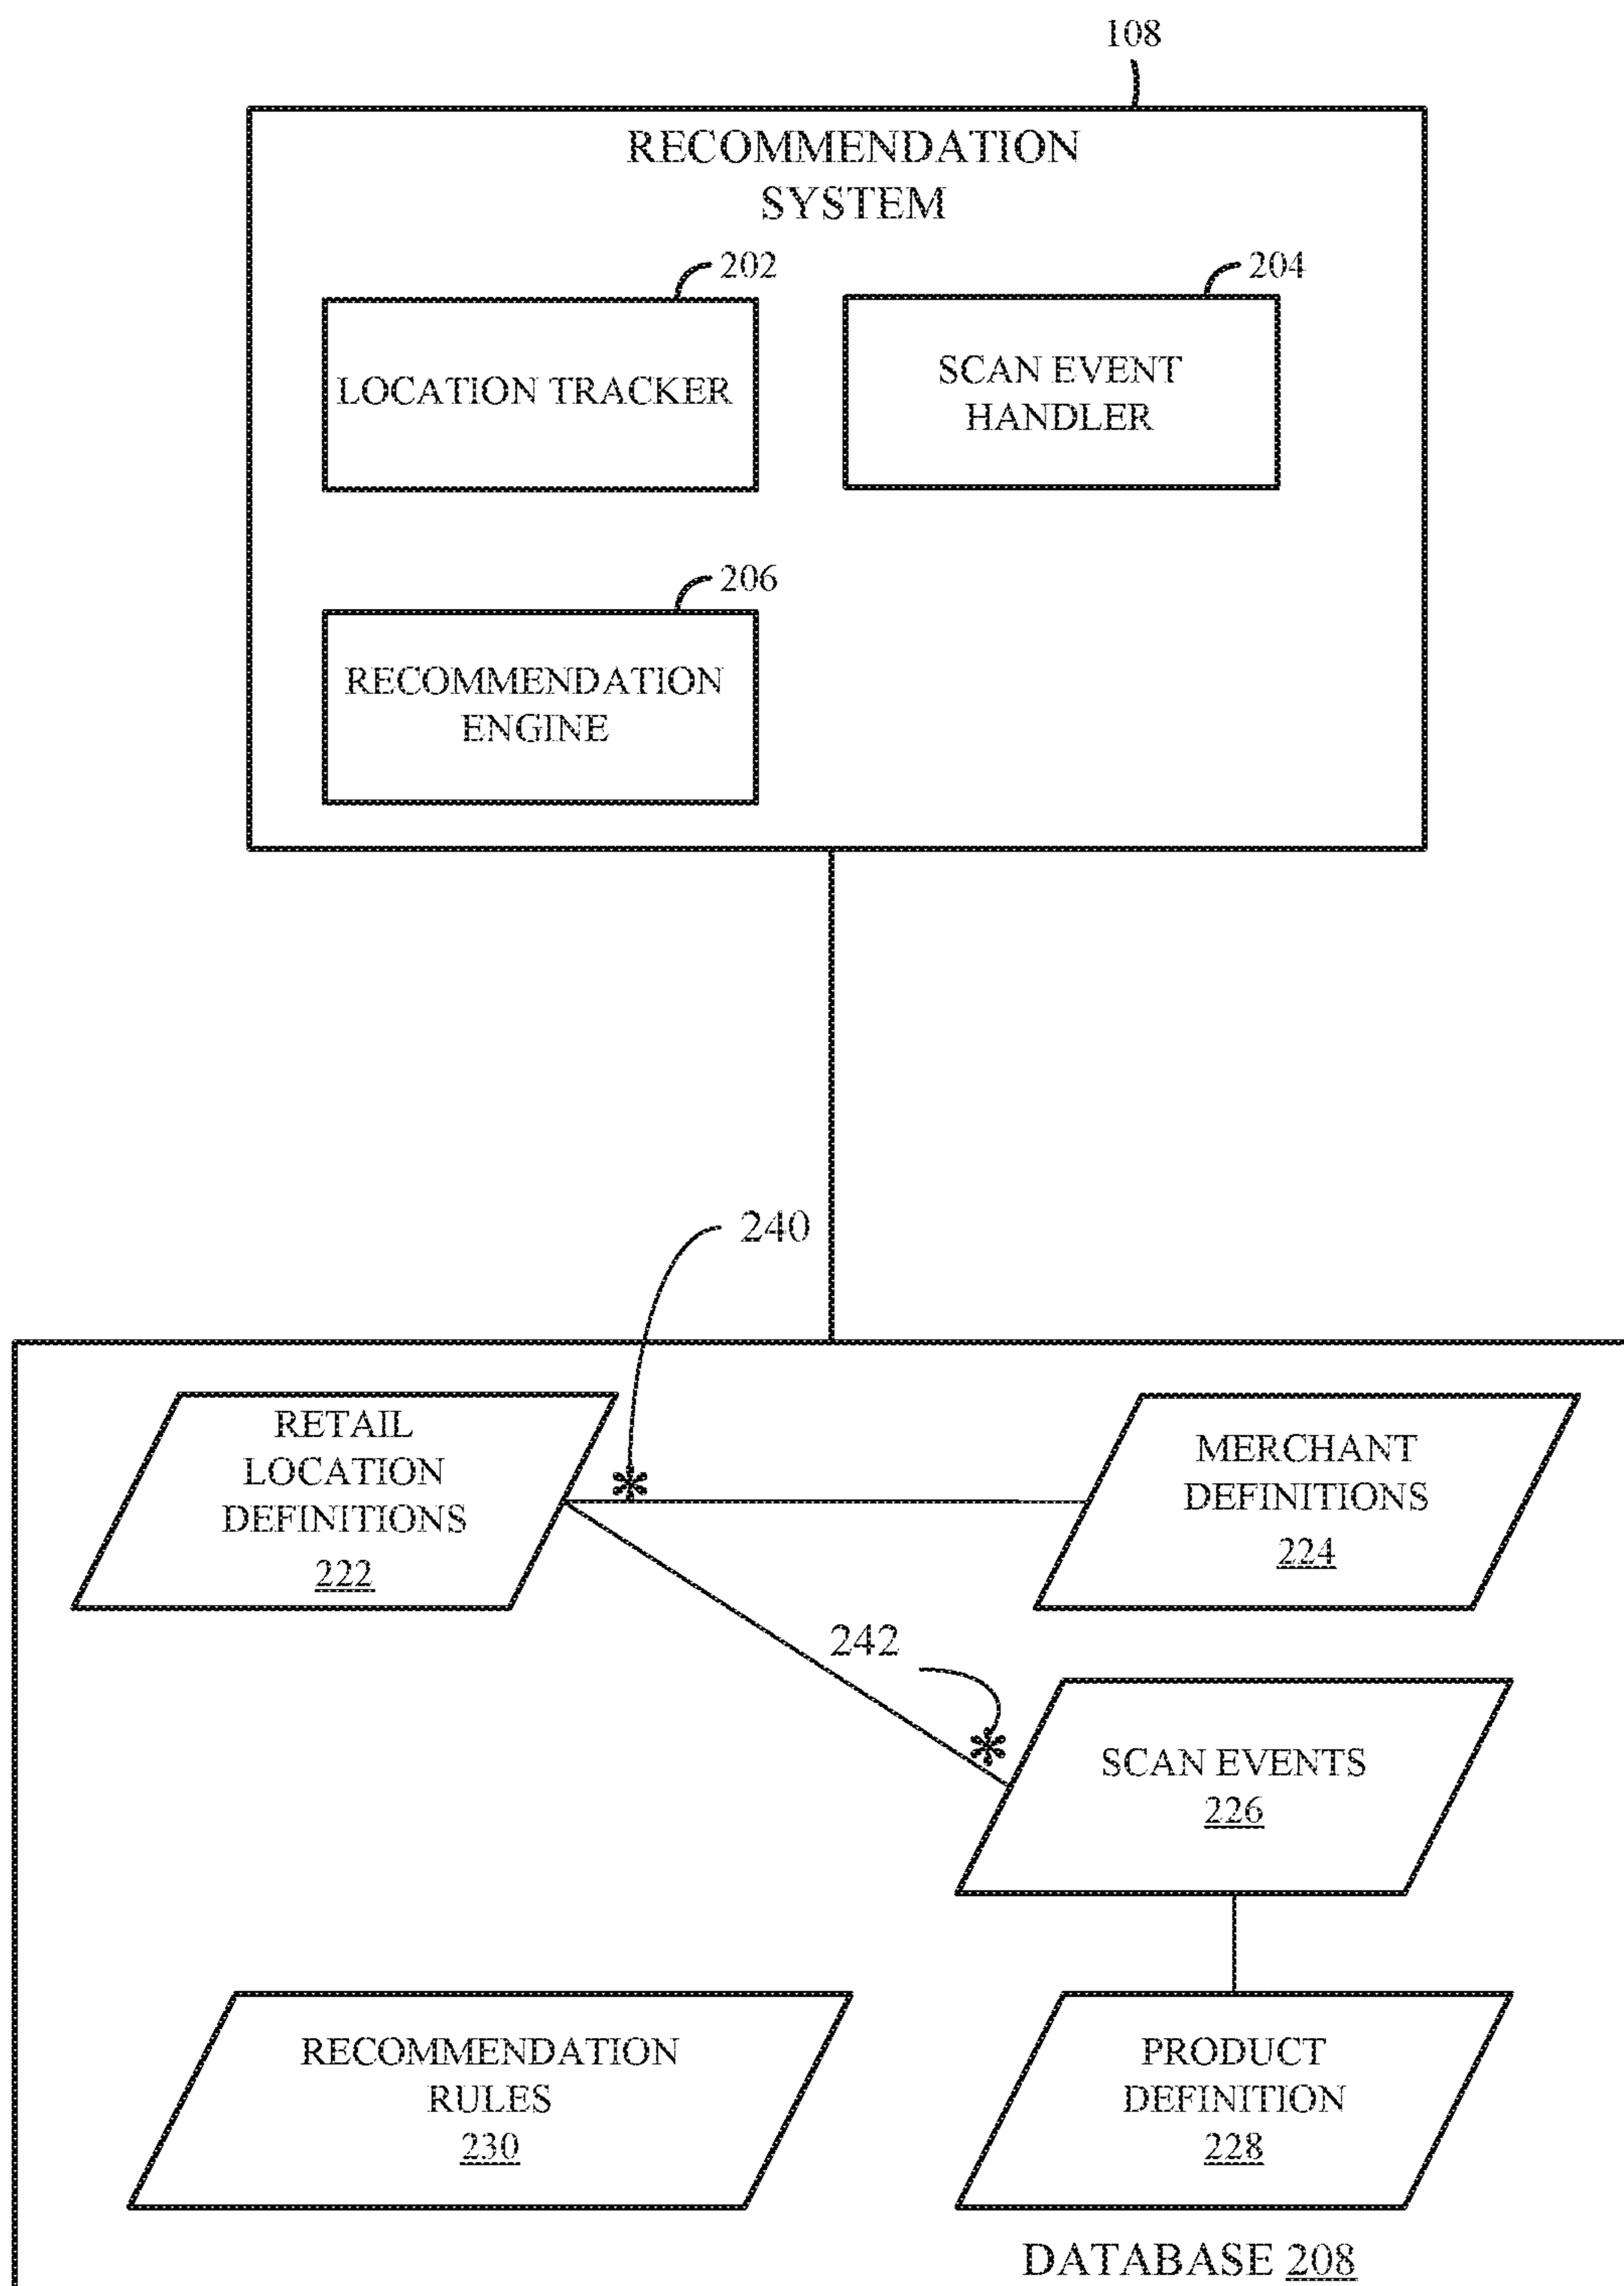 108
RECOMMENDATION
SYSTEM
202
204
LOCATION TRACKER
SCAN EVENT
HANDLER
206
RECOMMENDATION
ENGINE
240
RETAIL
LOCATION
DEFINITIONS
222
*
MERCHANT
DEFINITIONS
224
242
*
SCAN EVENTS
226
RECOMMENDATION
RULES
230
PRODUCT
DEFINITION
228
DATABASE 208